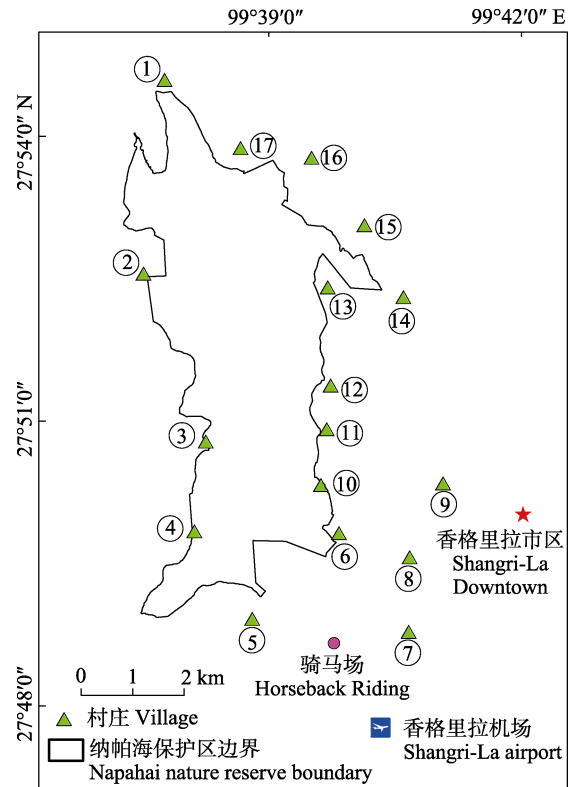 99°39′0″
99°42′0″ E
27°54′0″ N
27°51′0″
27°48′0″
①
⑰
⑯
⑮
②
⑬
⑭
⑫
③
⑪
⑩
⑨
④
⑥
⑧
⑤
⑦
香格里拉市区
Shangri-La
Downtown
骑马场
Horseback Riding
0 1 2 km
村庄 Village
纳帕海保护区边界
Napahai nature reserve boundary
香格里拉机场
Shangri-La airport